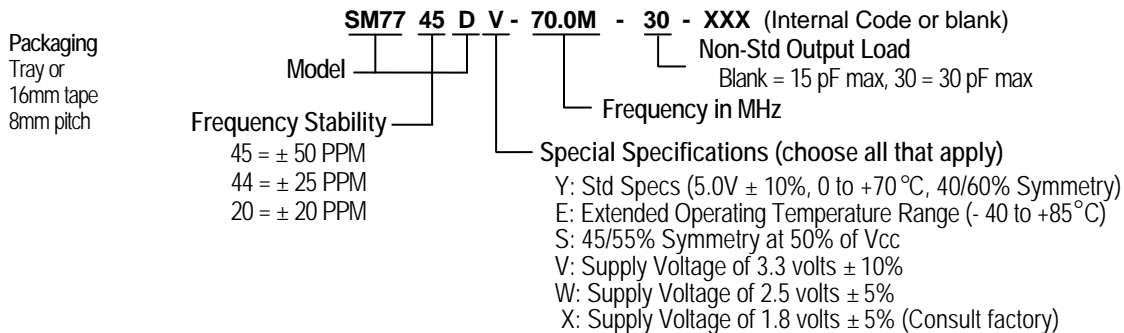 SM77 45 D V - 70.0M - 30 - XXX (Internal Code or blank)
Packaging
Tray or
16mm tape
8mm pitch
Model
Non-Std Output Load
Blank = 15 pF max, 30 = 30 pF max
Frequency in MHz
Frequency Stability
45 = ± 50 PPM
44 = ± 25 PPM
20 = ± 20 PPM
Special Specifications (choose all that apply)
Y: Std Specs (5.0V ± 10%, 0 to +70°C, 40/60% Symmetry)
E: Extended Operating Temperature Range (- 40 to +85°C)
S: 45/55% Symmetry at 50% of Vcc
V: Supply Voltage of 3.3 volts ± 10%
W: Supply Voltage of 2.5 volts ± 5%
X: Supply Voltage of 1.8 volts ± 5% (Consult factory)